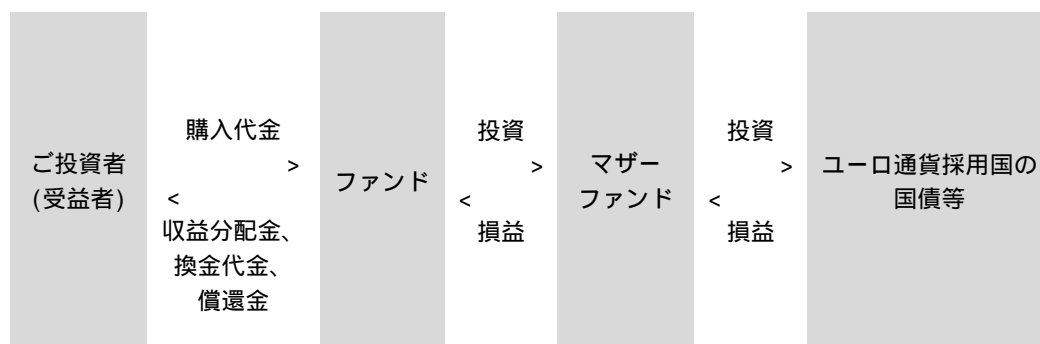 ご投資者
(受益者)
購入代金
>
<
収益分配金、
換金代金、
償還金
ファンド
投資
>
<
損益
マザー
ファンド
投資
>
<
損益
ユーロ通貨採用国の
国債等